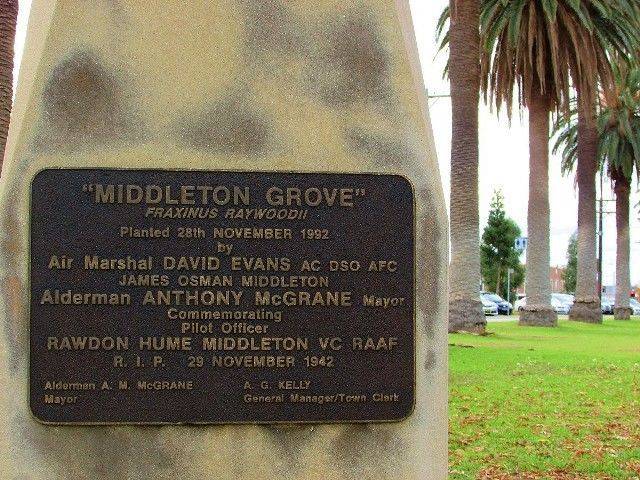 "MIDDLETON GROVE"
FRAXINUS RAYWOODII
Planted 28th NOVEMBER 1992
by
Air Marshal DAVID EVANS AC DSO AFC
JAMES OSMAN MIDDLETON
Alderman ANTHONY McGRANE Mayor
Commemorating
Pilot Officer
RAWDON HUME MIDDLETON VC RAAF
R. I. P. 29 NOVEMBER 1942
Alderman A. M. McGRANE
Mayor
A. G. KELLY
General Manager/Town Clerk